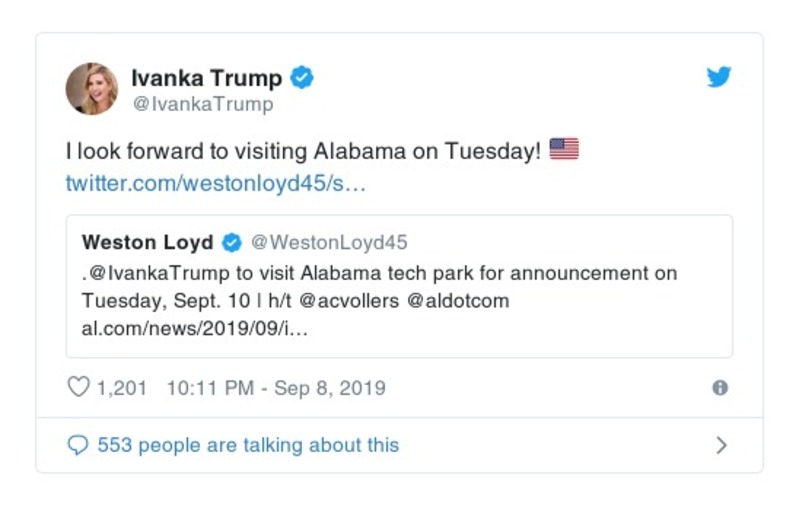 Ivanka Trump
@IvankaTrump
I look forward to visiting Alabama on Tuesday! 🇺🇸
twitter.com/westonloyd45/s…
Weston Loyd @WestonLoyd45
.@IvankaTrump to visit Alabama tech park for announcement on
Tuesday, Sept. 10 | h/t @acvollers @aldotcom
al.com/news/2019/09/i…
1,201 10:11 PM - Sep 8, 2019
553 people are talking about this